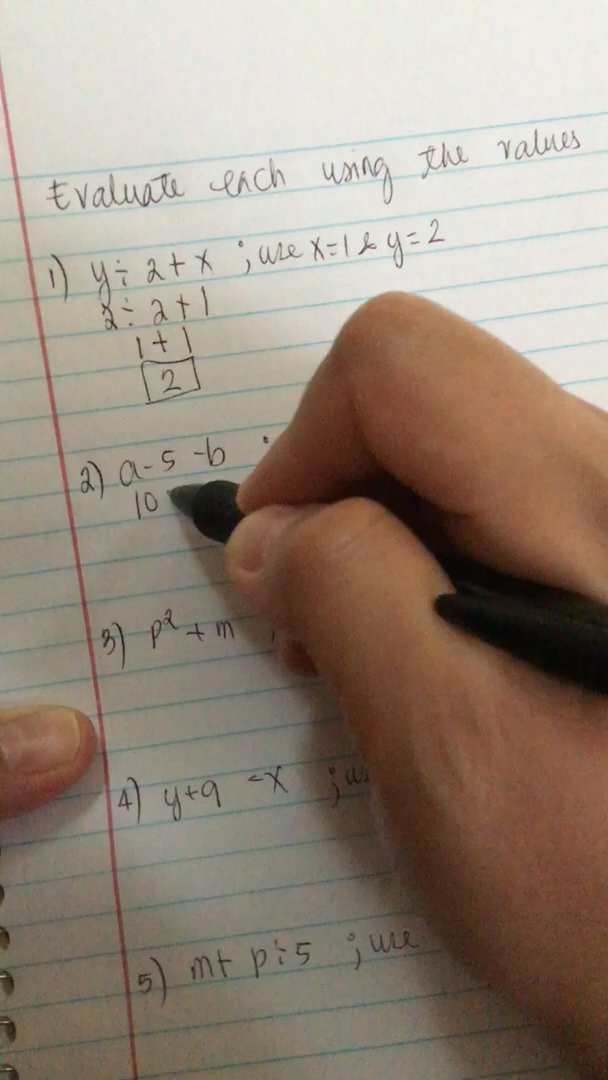 Evaluate each using the values
1) y ÷ 2 + x ; use x=1 & y=2
2 ÷ 2 + 1
1 + 1
2
2) a - 5 - b
10
3) p² + m ;
4) y + 9 - x ; us
5) m + p ÷ 5 ; use